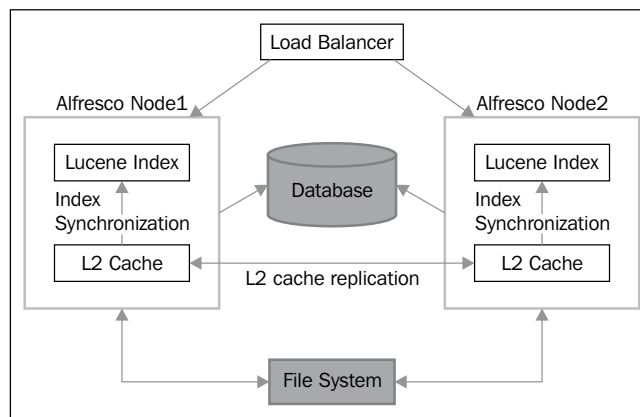 Load Balancer
Alfresco Node1
Alfresco Node2
Lucene Index
Index
Synchronization
L2 Cache
Database
Lucene Index
Index
Synchronization
L2 Cache
L2 cache replication
File System